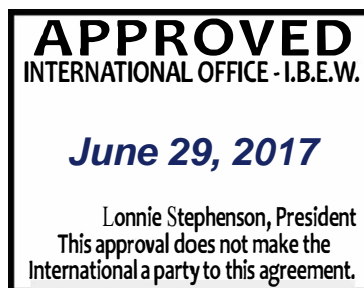 APPROVED
INTERNATIONAL OFFICE - I.B.E.W.
June 29, 2017
Lonnie Stephenson, President
This approval does not make the
International a party to this agreement.